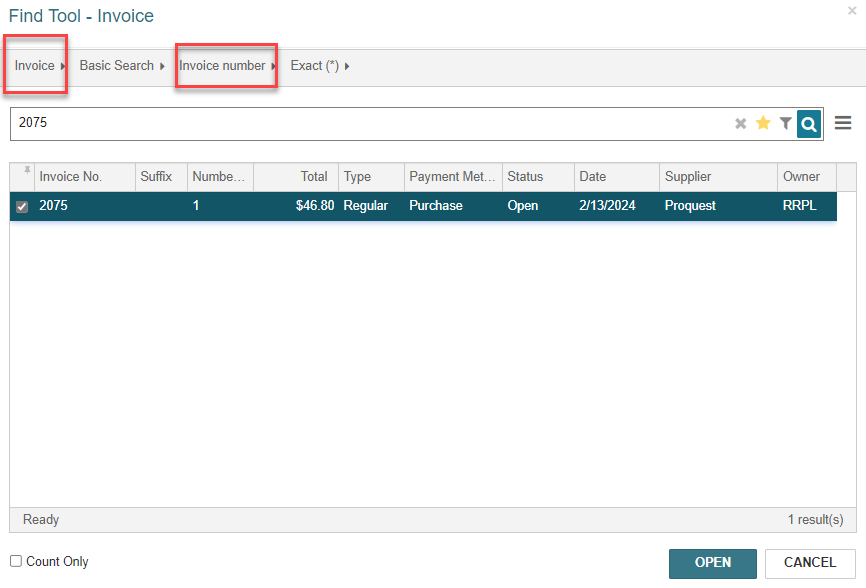 Find Tool - Invoice
Invoice Basic Search Invoice number Exact (*)
2075
Invoice No. Suffix Numbe... Total Type Payment Met... Status Date Supplier Owner
2075 1 $46.80 Regular Purchase Open 2/13/2024 Proquest RRPL
Ready 1 result(s)
Count Only OPEN CANCEL